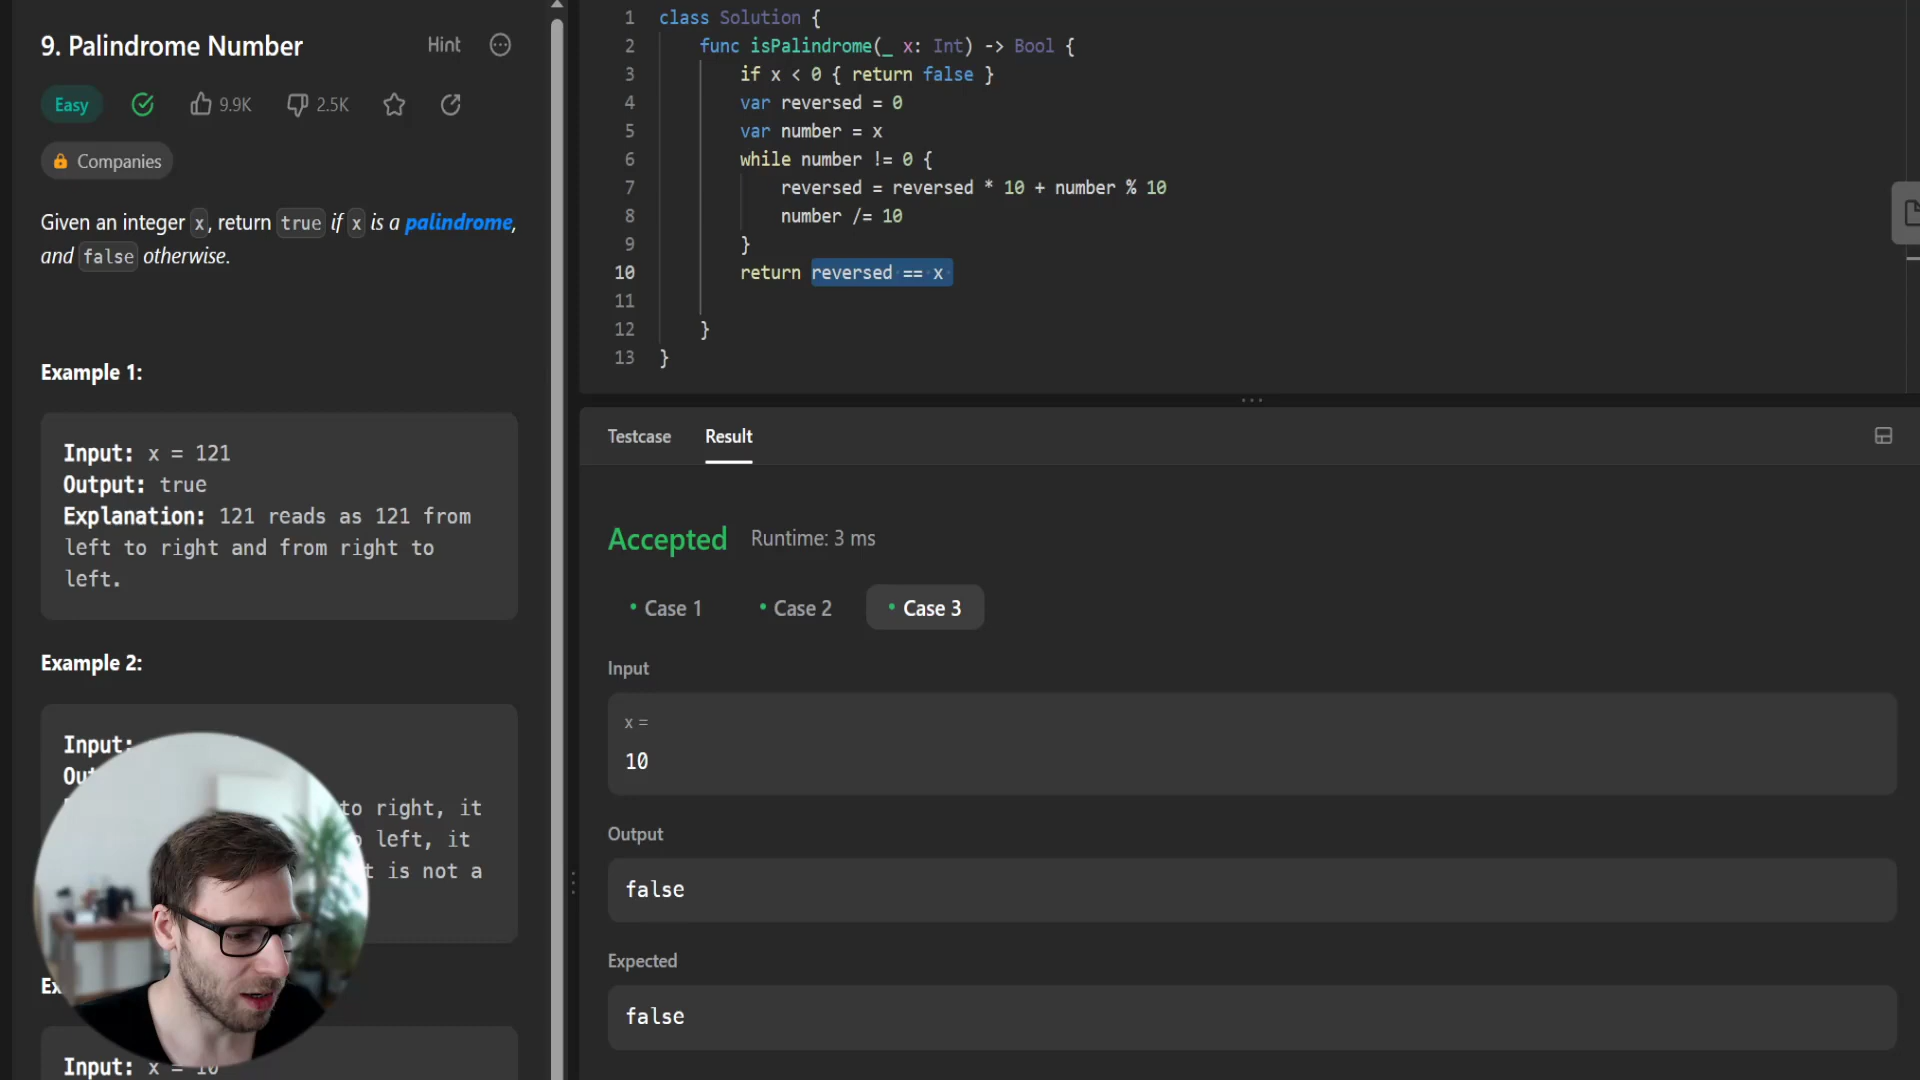 9. Palindrome Number
Hint
Easy 9.9K 2.5K
Companies
Given an integer x, return true if x is a palindrome,
and false otherwise.
Example 1:
Input: x = 121
Output: true
Explanation: 121 reads as 121 from
left to right and from right to
left.
Example 2:
Input:
to right, it
left, it
is not a
Input: x = 10
1 class Solution {
2 func isPalindrome(_ x: Int) -> Bool {
3 if x < 0 { return false }
4 var reversed = 0
5 var number = x
6 while number != 0 {
7 reversed = reversed * 10 + number % 10
8 number /= 10
9 }
10 return reversed == x
11
12 }
13 }
Testcase Result
Accepted Runtime: 3 ms
Case 1 Case 2 Case 3
Input
x =
10
Output
false
Expected
false